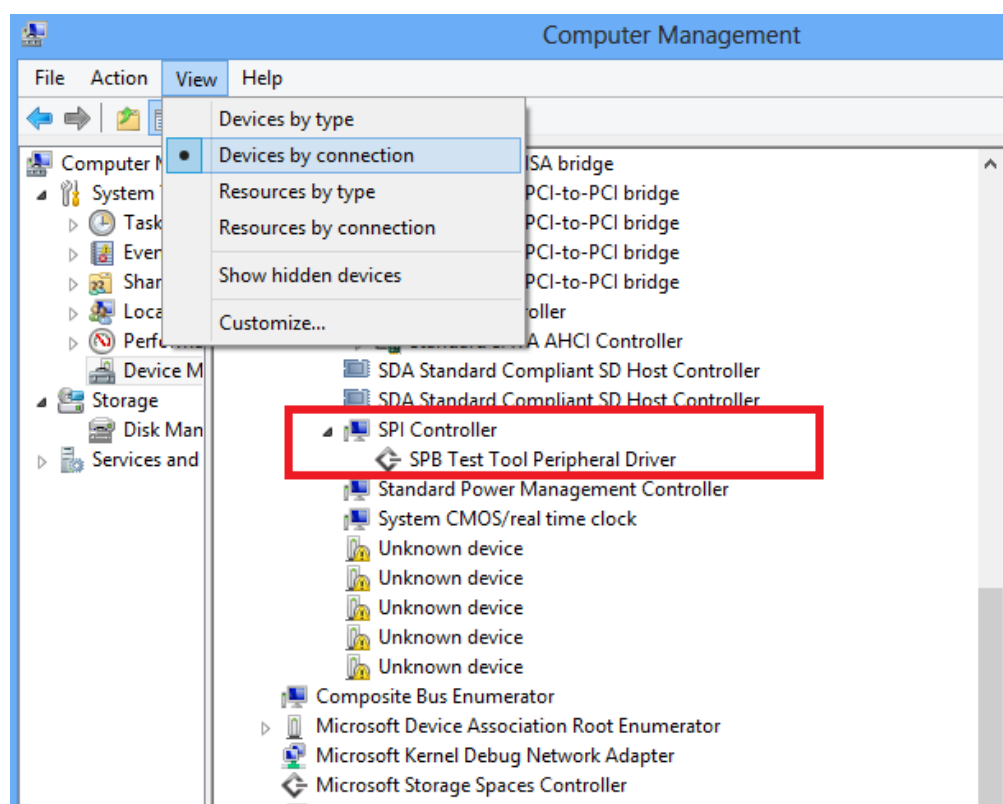 Computer Management
File Action View Help
Devices by type
Devices by connection
Resources by type
Resources by connection
Show hidden devices
Customize...
Computer
System
Task
Even
Shar
Loca
Perf
Device M
Storage
Disk Man
Services and
ISA bridge
PCI-to-PCI bridge
PCI-to-PCI bridge
PCI-to-PCI bridge
PCI-to-PCI bridge
roller
A AHCI Controller
SDA Standard Compliant SD Host Controller
SDA Standard Compliant SD Host Controller
SPI Controller
SPB Test Tool Peripheral Driver
Standard Power Management Controller
System CMOS/real time clock
Unknown device
Unknown device
Unknown device
Unknown device
Unknown device
Composite Bus Enumerator
Microsoft Device Association Root Enumerator
Microsoft Kernel Debug Network Adapter
Microsoft Storage Spaces Controller